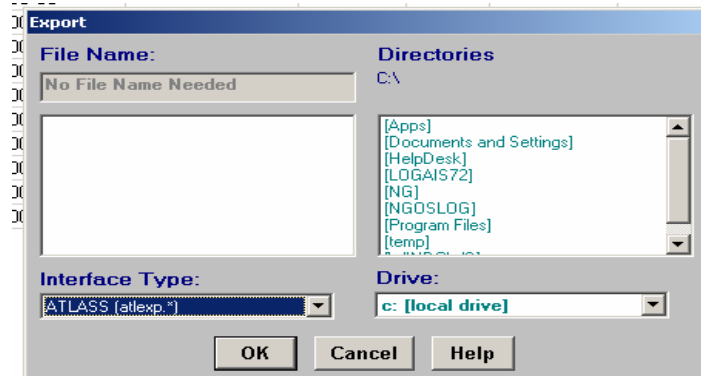 Export
File Name:
Directories
No File Name Needed
C:\
[Apps]
[Documents and Settings]
[HelpDesk]
[LOGAIS72]
[NG]
[NGOSLOG]
[Program Files]
[temp]
Interface Type:
Drive:
ATLASS (atlexp.*)
c: [local drive]
OK
Cancel
Help